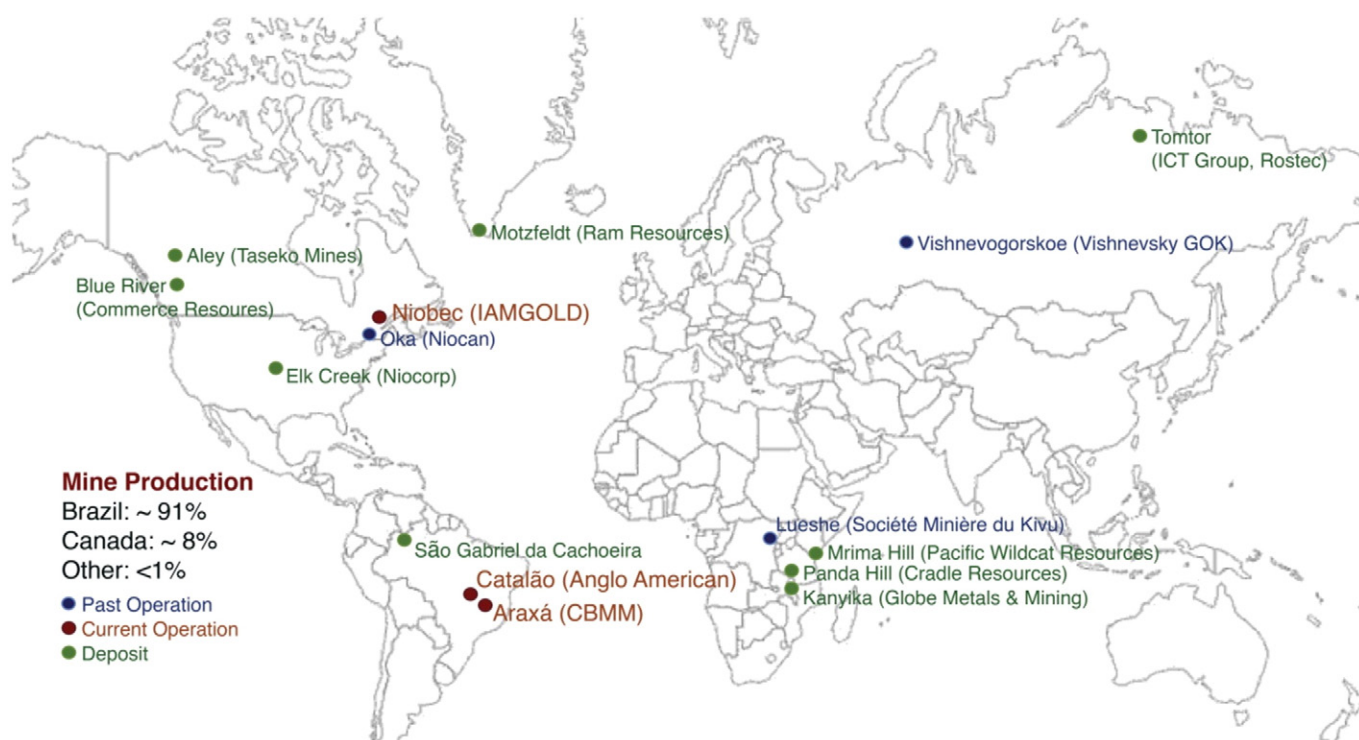 Tomtor
(ICT Group, Rostec)
Motzfeldt (Ram Resources)
Vishnevogorskoe (Vishnevsky GOK)
Aley (Taseko Mines)
Blue River
(Commerce Resoures)
Niobec (IAMGOLD)
Oka (Niocan)
Elk Creek (Niocorp)
Mine Production
Brazil: ~ 91%
Canada: ~ 8%
Other: <1%
Past Operation
Current Operation
Deposit
São Gabriel da Cachoeira
Catalão (Anglo American)
Araxá (CBMM)
Lueshe (Société Minière du Kivu)
Mrima Hill (Pacific Wildcat Resources)
Panda Hill (Cradle Resources)
Kanyika (Globe Metals & Mining)